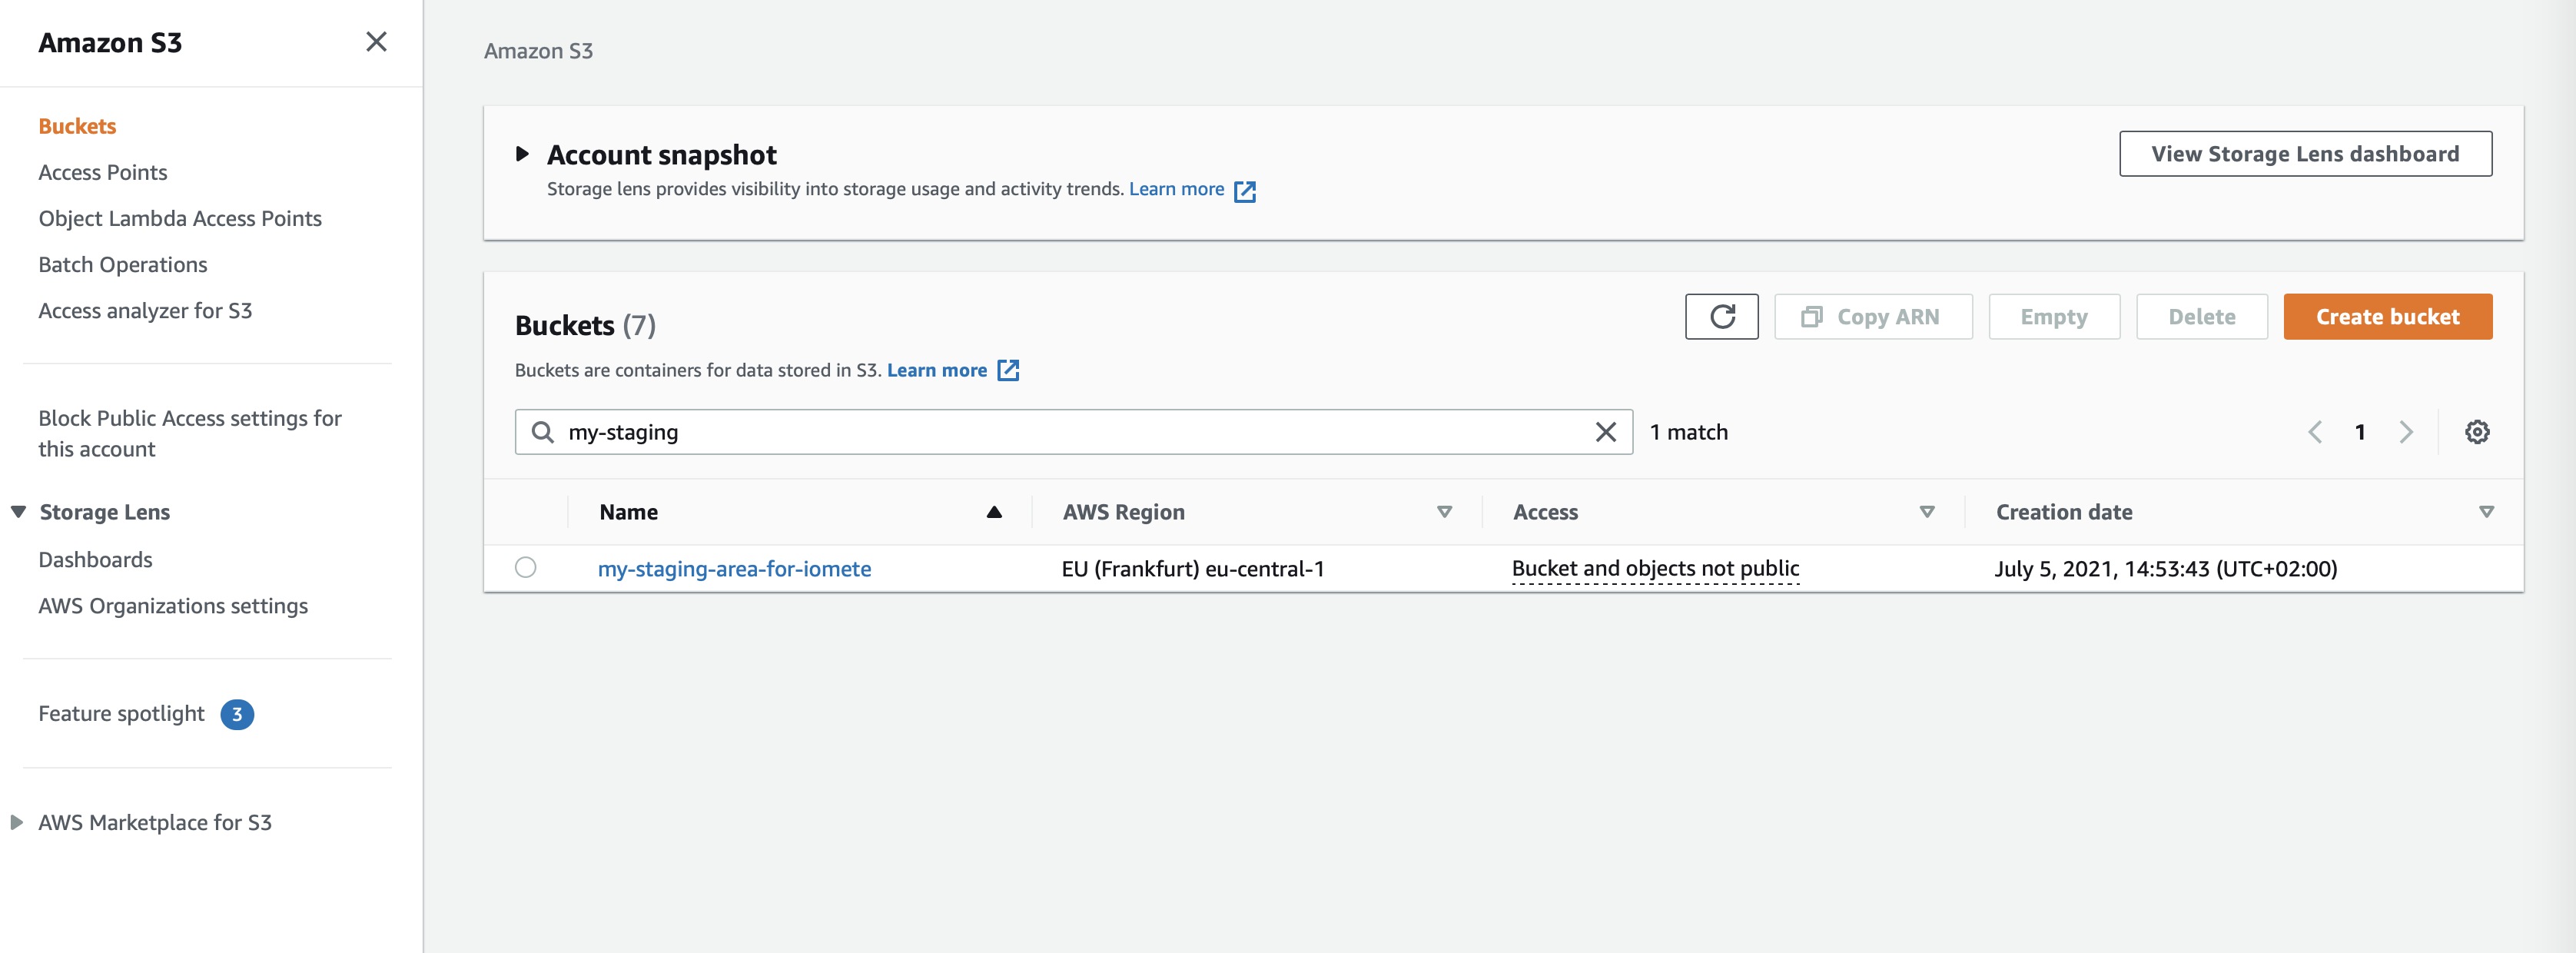 Amazon S3
Buckets
Access Points
Object Lambda Access Points
Batch Operations
Access analyzer for S3
Block Public Access settings for
this account
Storage Lens
Dashboards
AWS Organizations settings
Feature spotlight 3
AWS Marketplace for S3
Amazon S3
Account snapshot
Storage lens provides visibility into storage usage and activity trends. Learn more
View Storage Lens dashboard
Buckets (7)
Copy ARN Empty Delete Create bucket
Buckets are containers for data stored in S3. Learn more
my-staging 1 match 1
Name AWS Region Access Creation date
my-staging-area-for-iomete EU (Frankfurt) eu-central-1 Bucket and objects not public July 5, 2021, 14:53:43 (UTC+02:00)